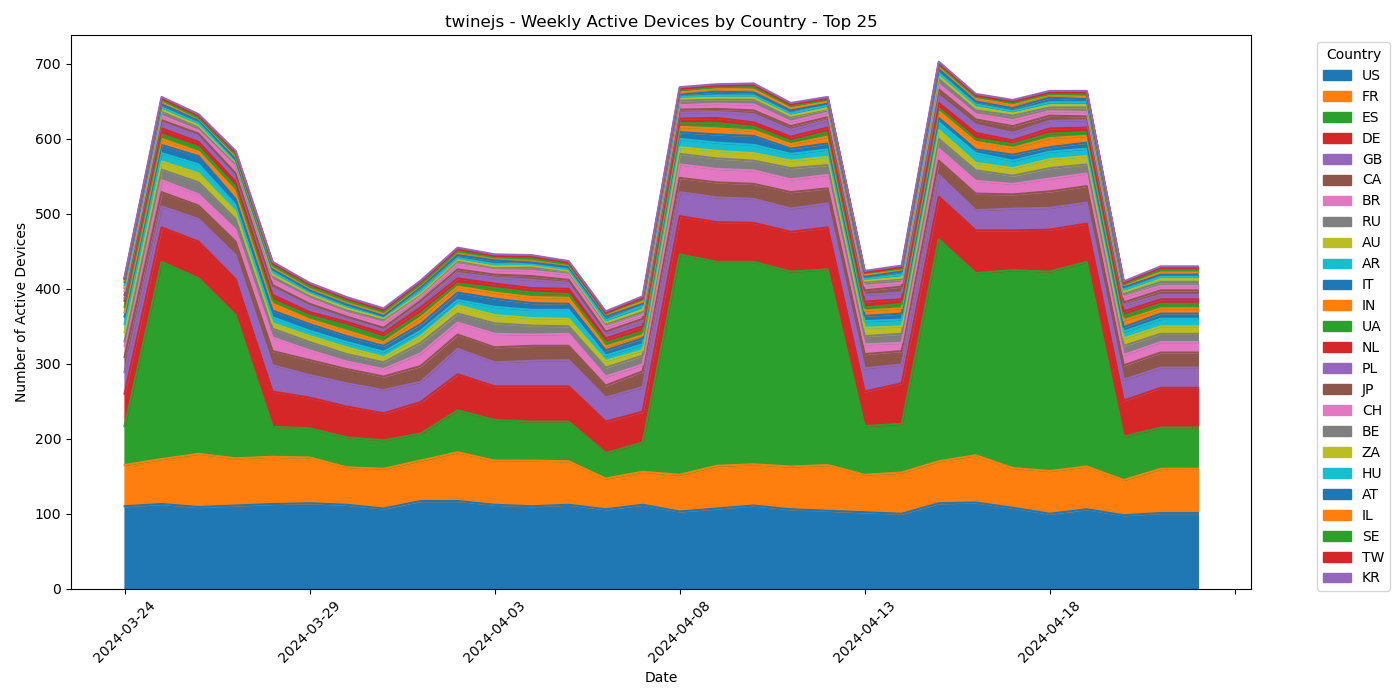 twinejs - Weekly Active Devices by Country - Top 25
Number of Active Devices
700
600
500
400
300
200
100
0
2024-03-24
2024-03-29
2024-04-03
2024-04-08
2024-04-13
2024-04-18
Date
Country
US
FR
ES
DE
GB
CA
BR
RU
AU
AR
IT
IN
UA
NL
PL
JP
CH
BE
ZA
HU
AT
IL
SE
TW
KR